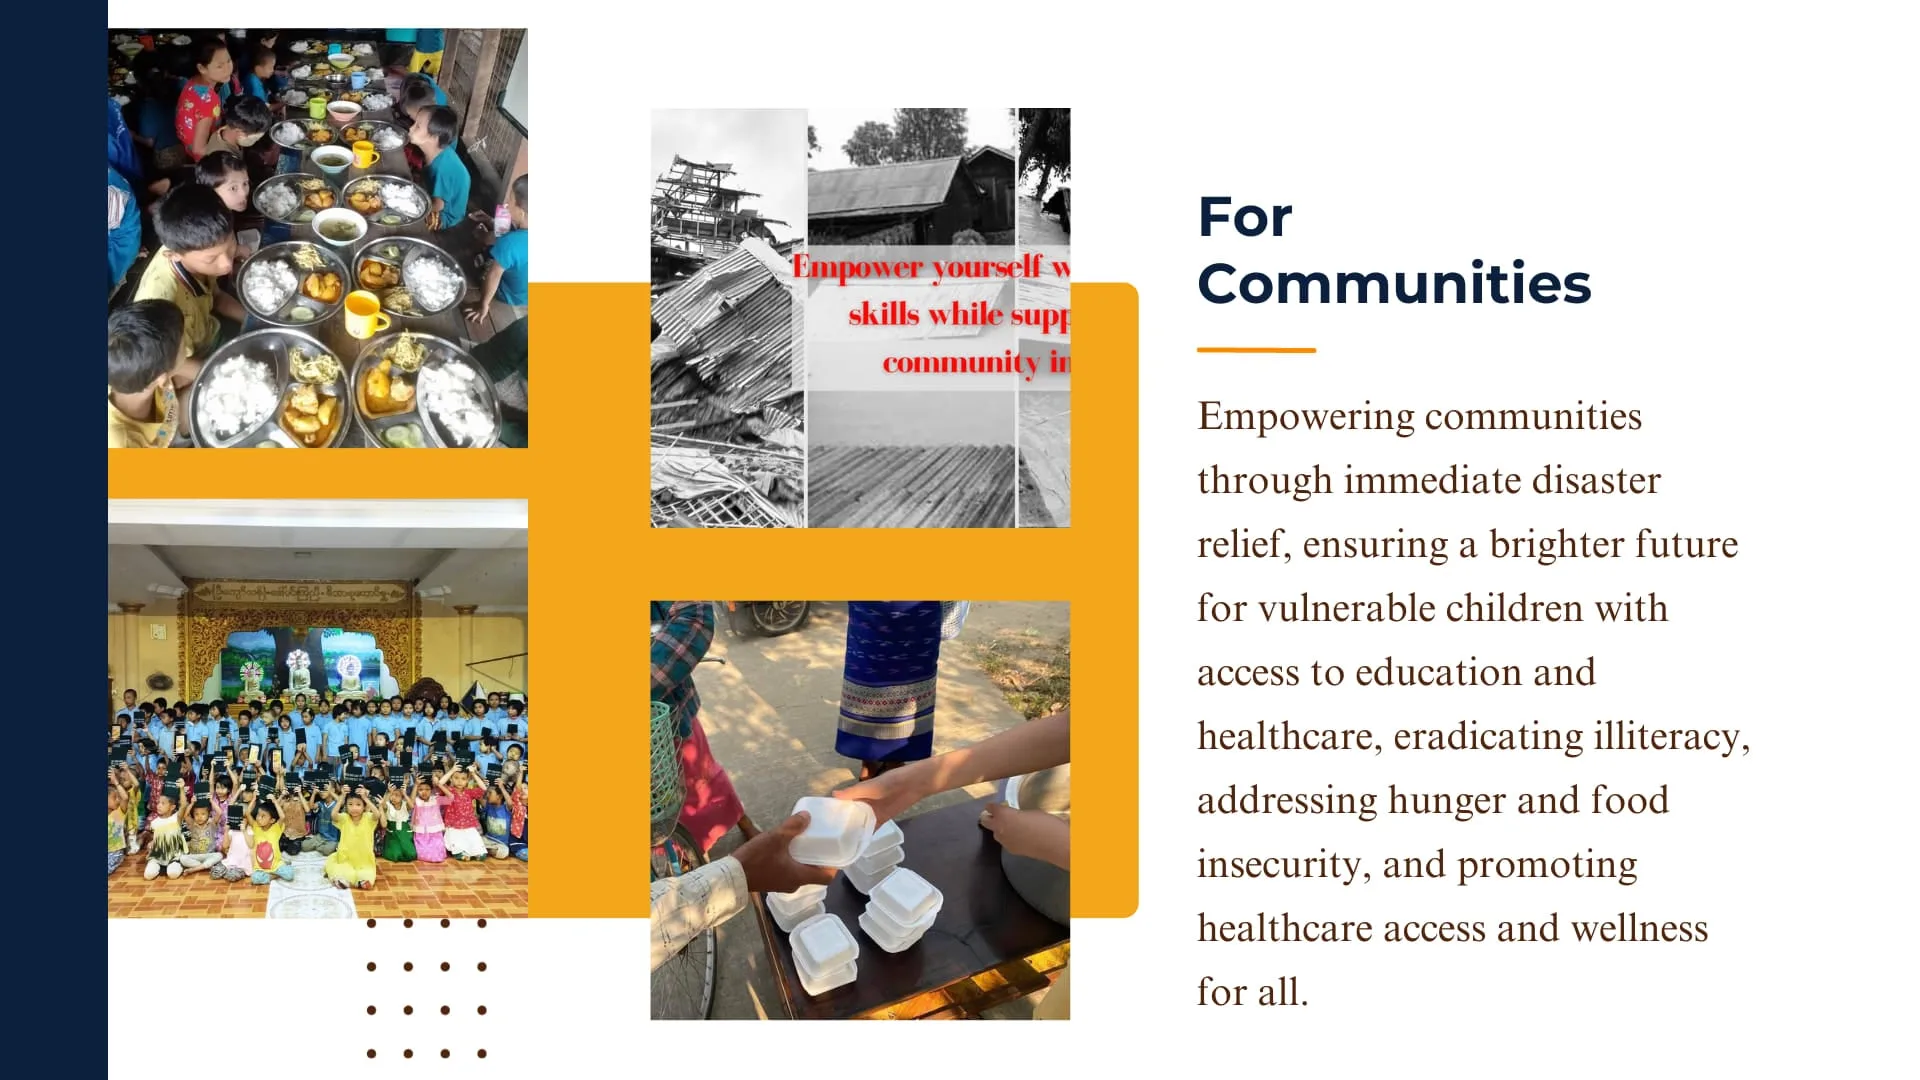 Empower yourself w
skills while supp
community in
For
Communities
Empowering communities
through immediate disaster
relief, ensuring a brighter future
for vulnerable children with
access to education and
healthcare, eradicating illiteracy,
addressing hunger and food
insecurity, and promoting
healthcare access and wellness
for all.